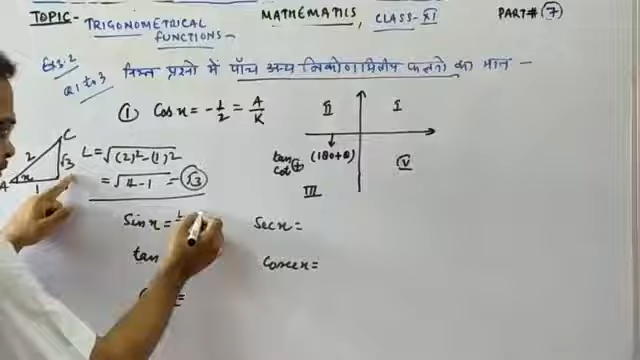 TOPIC- TRIGONOMETRICAL FUNCTIONS-
MATHEMATICS, CLASS-XI
PART# 7
Ex 3.2
Q1 to 3
निम्न प्रश्नों में पाँच अन्य त्रिकोणमितीय फलनों का मान -
① Cos x = -1/2 = A/K
II I
tan cot ⊕ (180+θ) IV
III
C
2 √3
A x 1
L = √(2)²-(1)²
= √4-1 = √3
Sin x = L
Sec x =
tan
Cosec x =
=